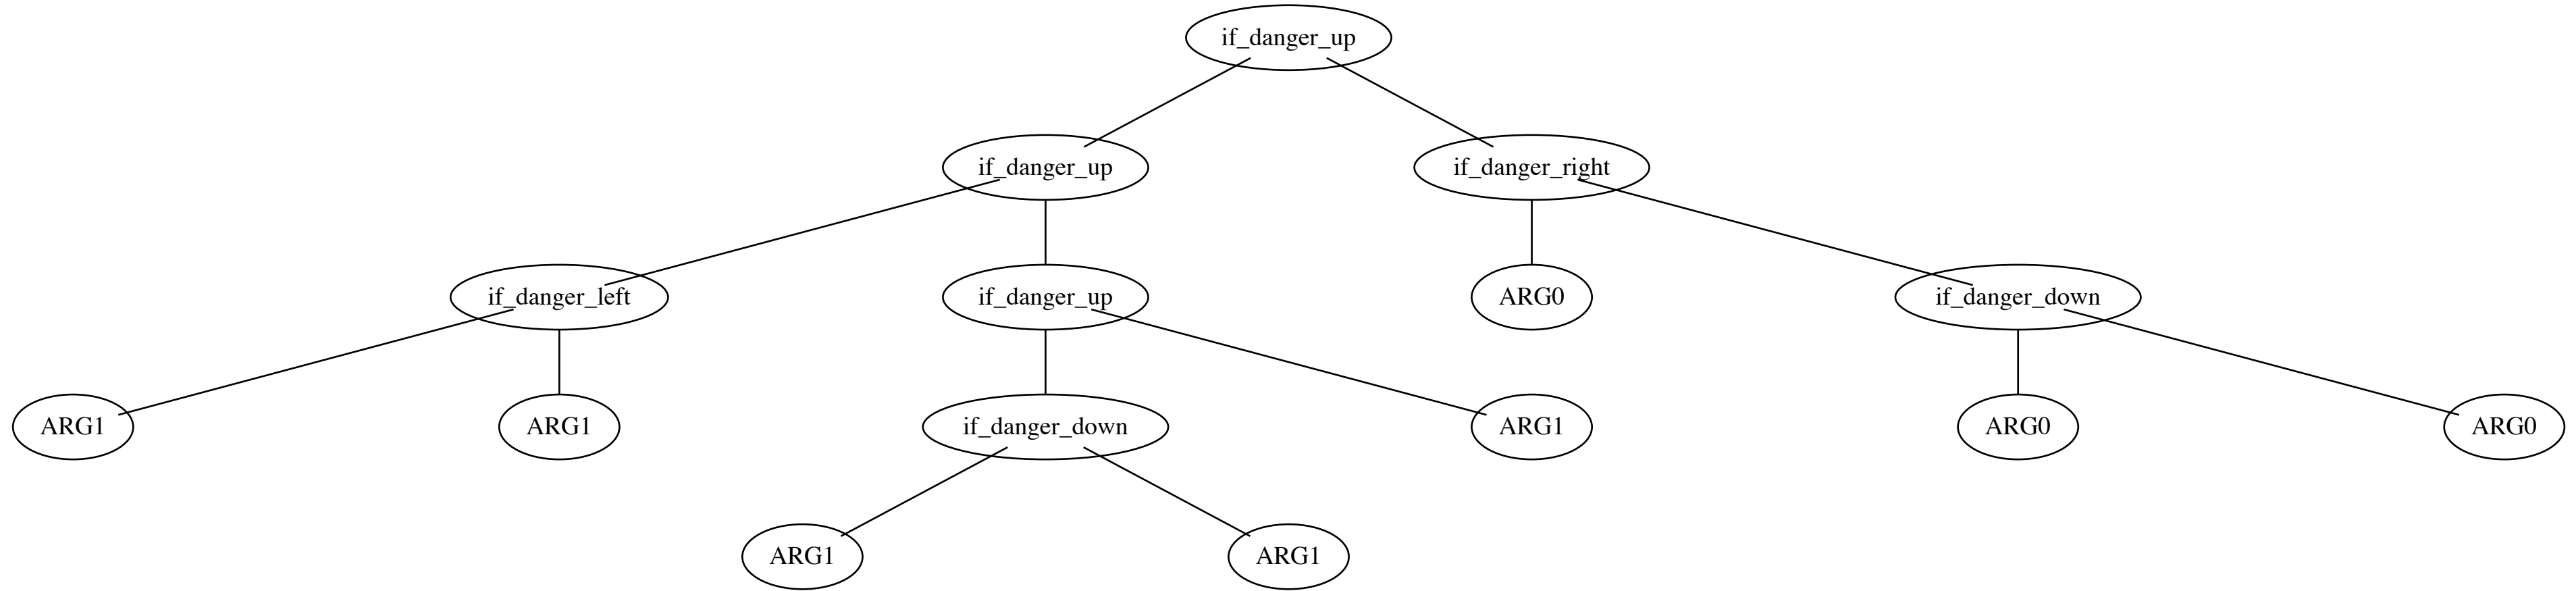 if_danger_up
if_danger_up if_danger_right
if_danger_left if_danger_up ARG0 if_danger_down
ARG1 ARG1 if_danger_down ARG1 ARG0 ARG0
ARG1 ARG1